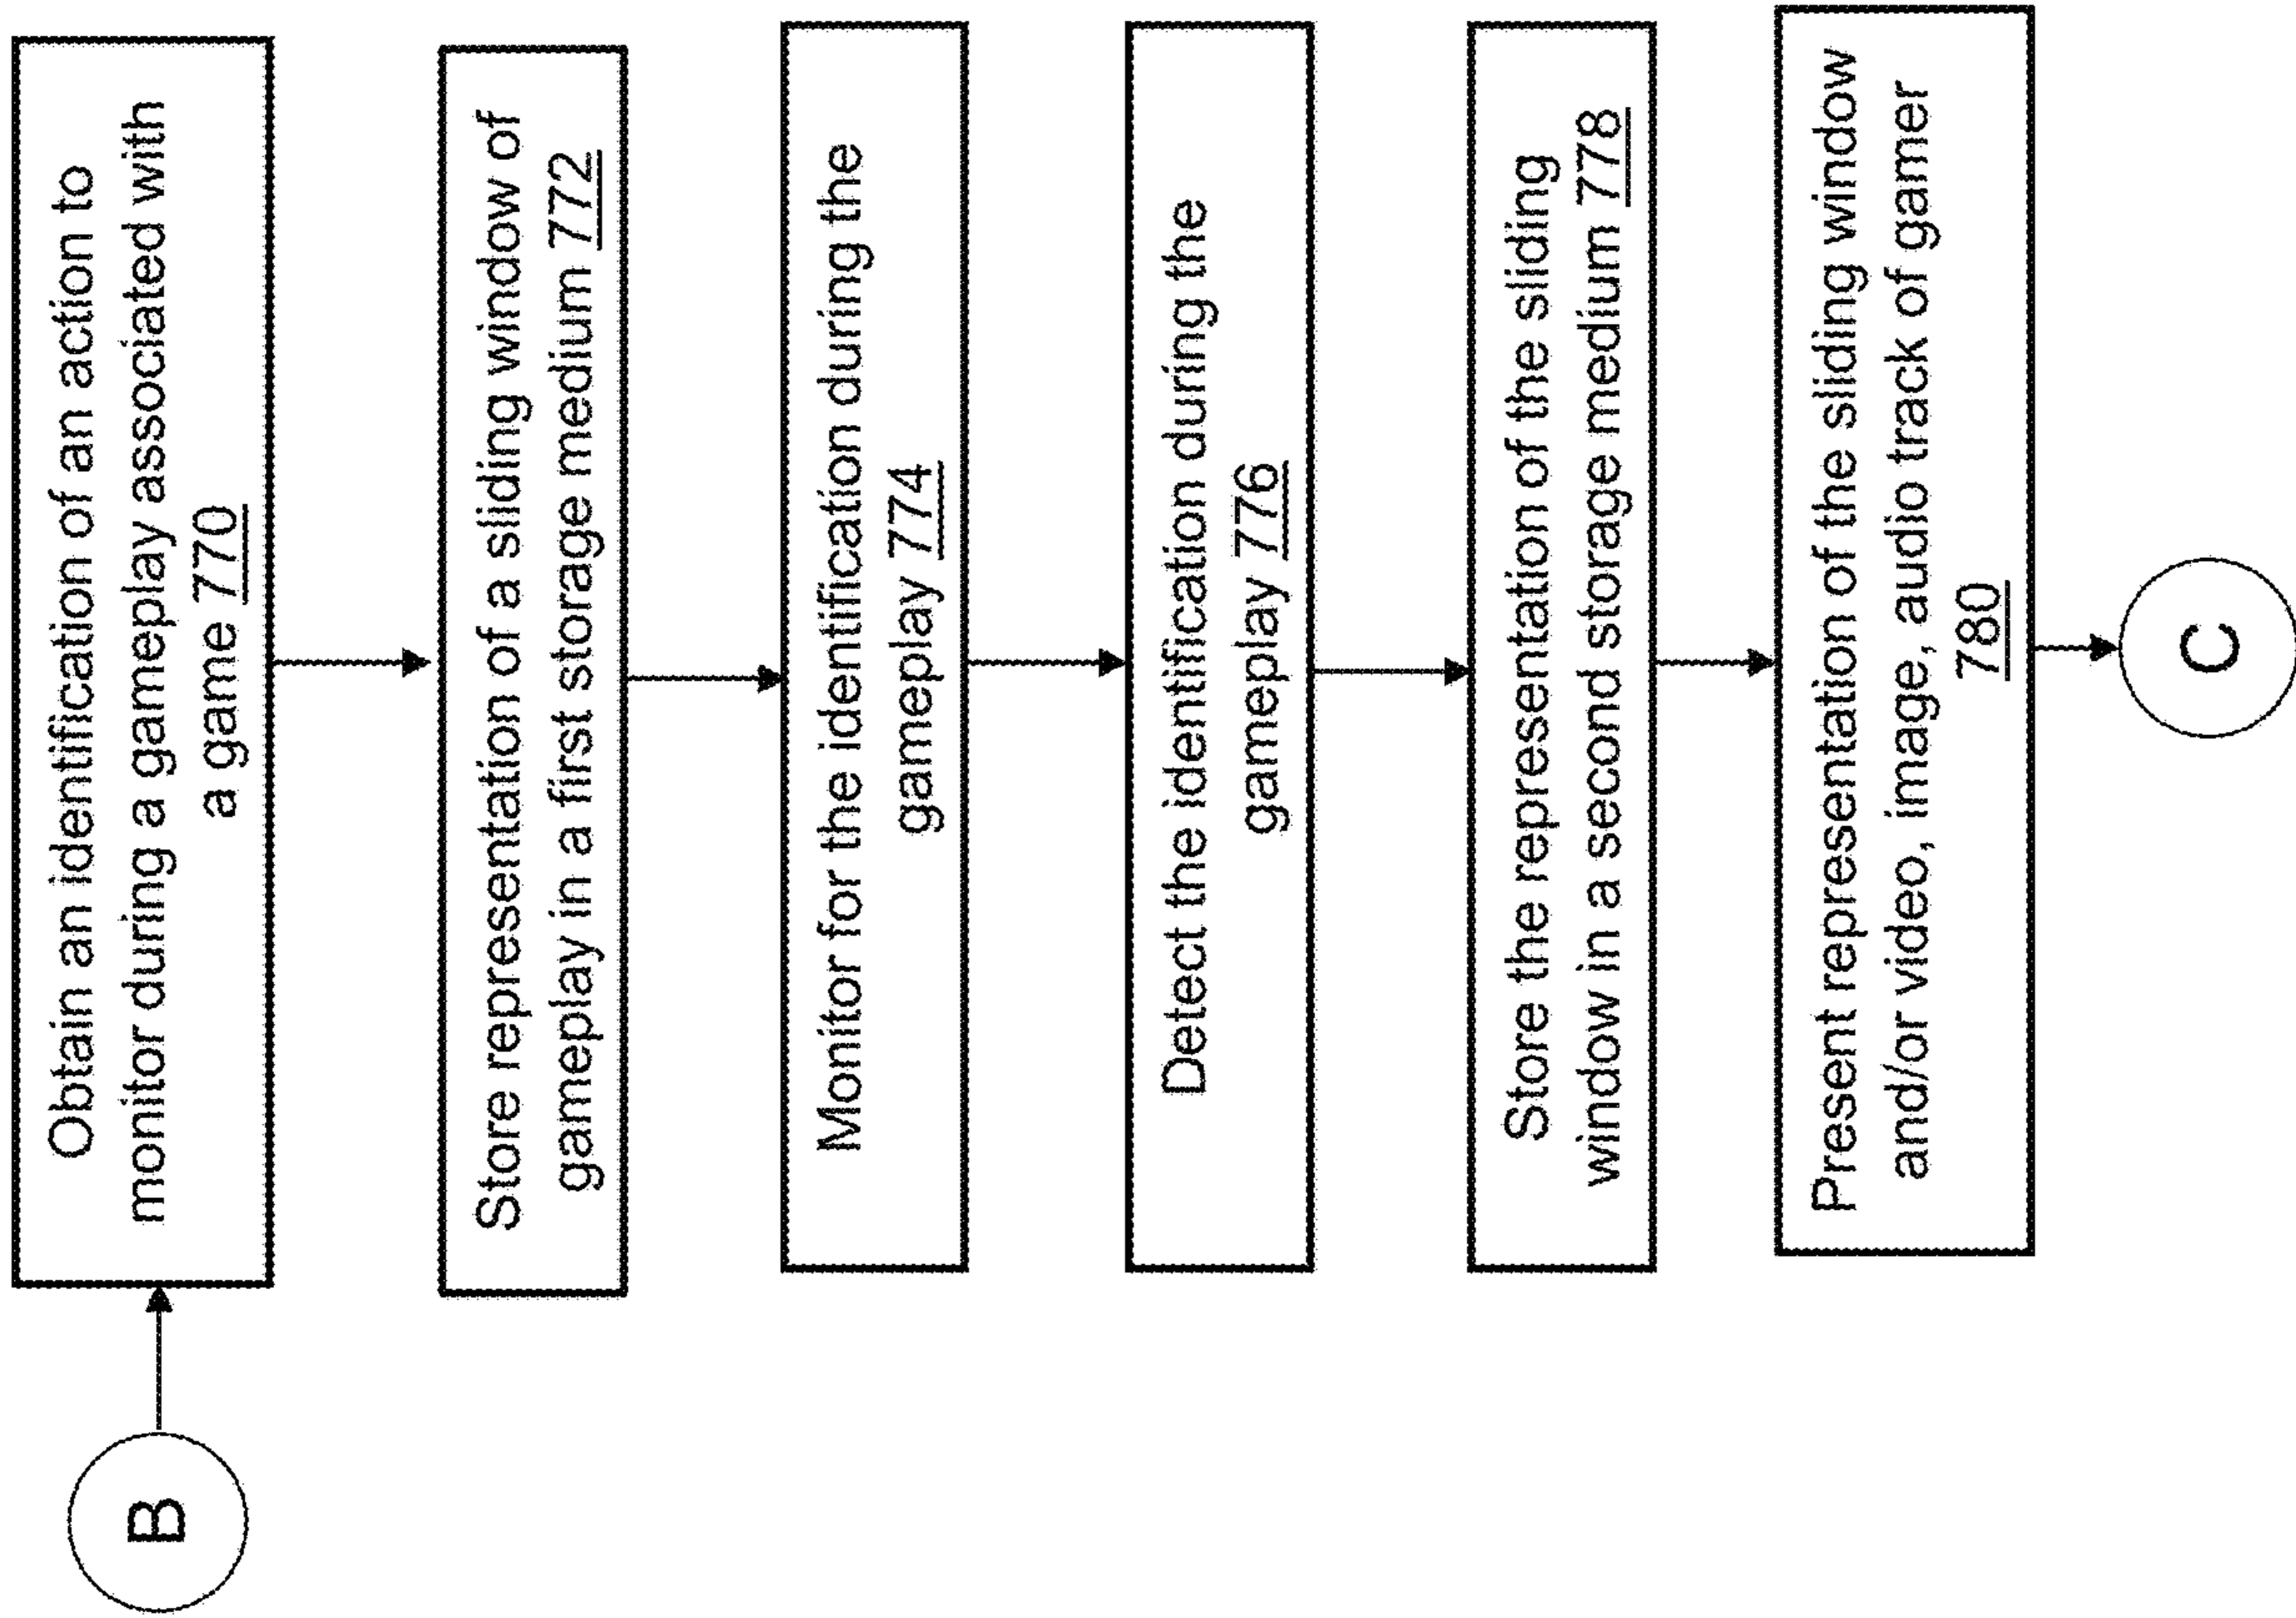 B
Obtain an identification of an action to
monitor during a gameplay associated with
a game 770
Store representation of a sliding window of
gameplay in a first storage medium 772
Monitor for the identification during the
gameplay 774
Detect the identification during the
gameplay 776
Store the representation of the sliding
window in a second storage medium 778
Present representation of the sliding window
and/or video, image, audio track of gamer
780
C